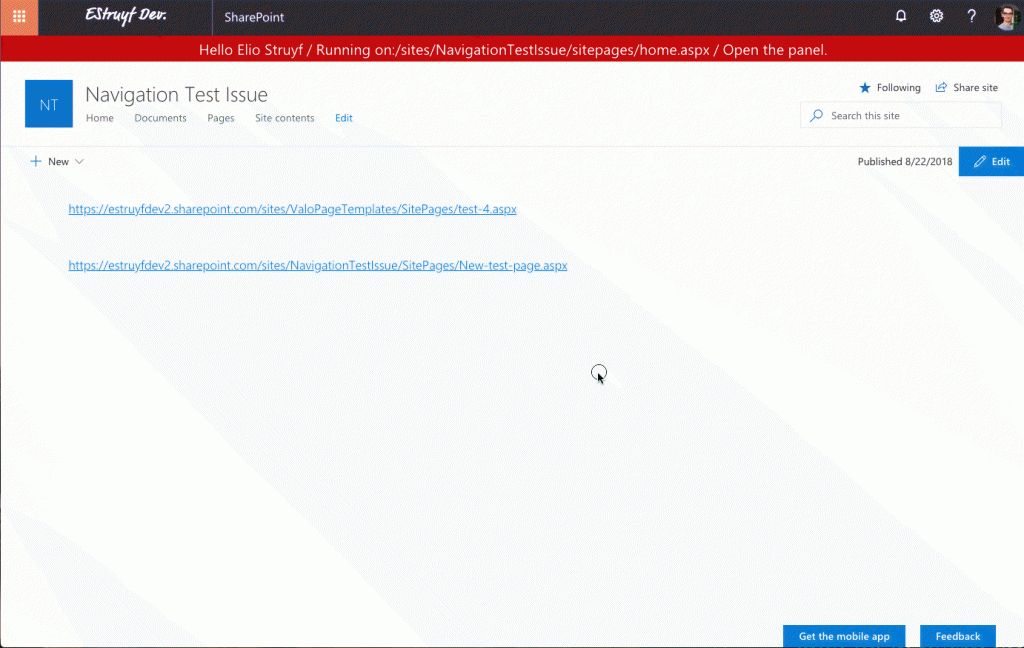 EStruyf Dev.
SharePoint
?
Hello Elio Struyf / Running on:/sites/NavigationTestIssue/sitepages/home.aspx / Open the panel.
NT
Navigation Test Issue
Following
Share site
Home Documents Pages Site contents Edit
Search this site
New
Published 8/22/2018
Edit
https://estruyfdev2.sharepoint.com/sites/ValoPageTemplates/SitePages/test-4.aspx
https://estruyfdev2.sharepoint.com/sites/NavigationTestIssue/SitePages/New-test-page.aspx
Get the mobile app
Feedback